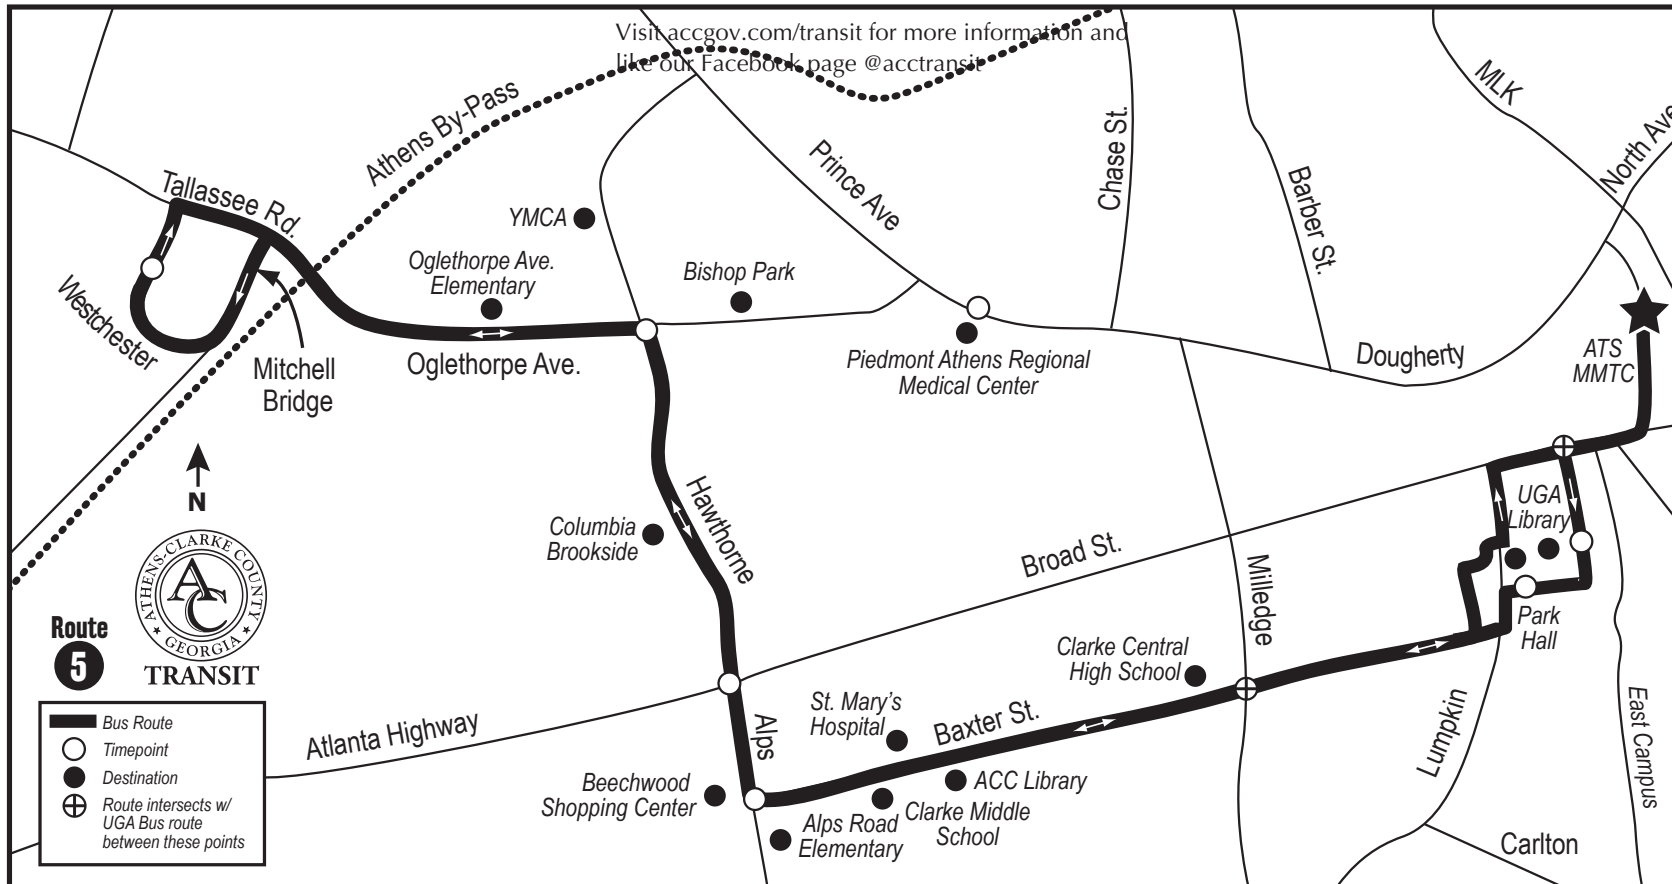 Visit accgov.com/transit for more information and
like our Facebook page @acctransit
MLK
North Ave
Athens By-Pass
Chase St.
Prince Ave
Barber St.
Tallassee Rd.
YMCA
Oglethorpe Ave.
Elementary
Bishop Park
Westchester
Mitchell
Bridge
Oglethorpe Ave.
Piedmont Athens Regional
Medical Center
Dougherty
ATS
MMTC
N
Hawthorne
Columbia
Brookside
UGA
Library
Broad St.
Milledge
Park
Hall
ATHENS-CLARKE COUNTY
AC
GEORGIA
TRANSIT
Route
5
Clarke Central
High School
St. Mary's
Hospital
Baxter St.
Lumpkin
East Campus
Alps
Atlanta Highway
Beechwood
Shopping Center
ACC Library
Alps Road
Elementary
Clarke Middle
School
Carlton
Bus Route
Timepoint
Destination
Route intersects w/
UGA Bus route
between these points